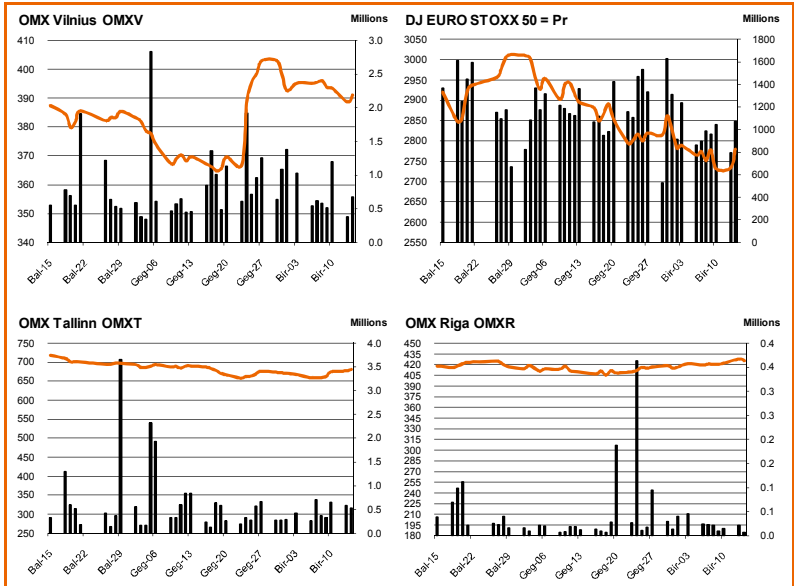 OMX Vilnius OMXV
Millions
410
400
390
380
370
360
350
340
3.0
2.5
2.0
1.5
1.0
0.5
0.0
Bal-15
Bal-22
Bal-29
Geg-06
Geg-13
Geg-20
Geg-27
Bir-03
Bir-10
DJ EURO STOXX 50 = Pr
Millions
3050
3000
2950
2900
2850
2800
2750
2700
2650
2600
2550
1800
1600
1400
1200
1000
800
600
400
200
0
Bal-15
Bal-22
Bal-29
Geg-06
Geg-13
Geg-20
Geg-27
Bir-03
Bir-10
OMX Tallinn OMXT
Millions
750
700
650
600
550
500
450
400
350
300
250
4.0
3.5
3.0
2.5
2.0
1.5
1.0
0.5
0.0
Bal-15
Bal-22
Bal-29
Geg-06
Geg-13
Geg-20
Geg-27
Bir-03
Bir-10
OMX Riga OMXR
Millions
450
435
420
405
390
375
360
345
330
315
300
285
270
255
240
225
210
195
180
0.4
0.4
0.3
0.3
0.2
0.2
0.1
0.1
0.0
Bal-15
Bal-22
Bal-29
Geg-06
Geg-13
Geg-20
Geg-27
Bir-03
Bir-10